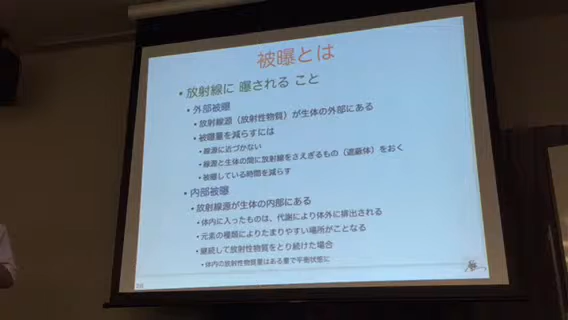 被曝とは
• 放射線に 曝される こと
• 外部被曝
• 放射線源（放射性物質）が生体の外部にある
• 被曝量を減らすには
• 線源に近づかない
• 線源と生体の間に放射線をさえぎるもの（遮蔽体）をおく
• 被曝している時間を減らす
• 内部被曝
• 放射線源が生体の内部にある
• 体内に入ったものは、代謝により体外に排出される
• 元素の種類によりたまりやすい場所がことなる
• 継続して放射性物質をとり続けた場合
• 体内の放射性物質量はある量で平衡状態に